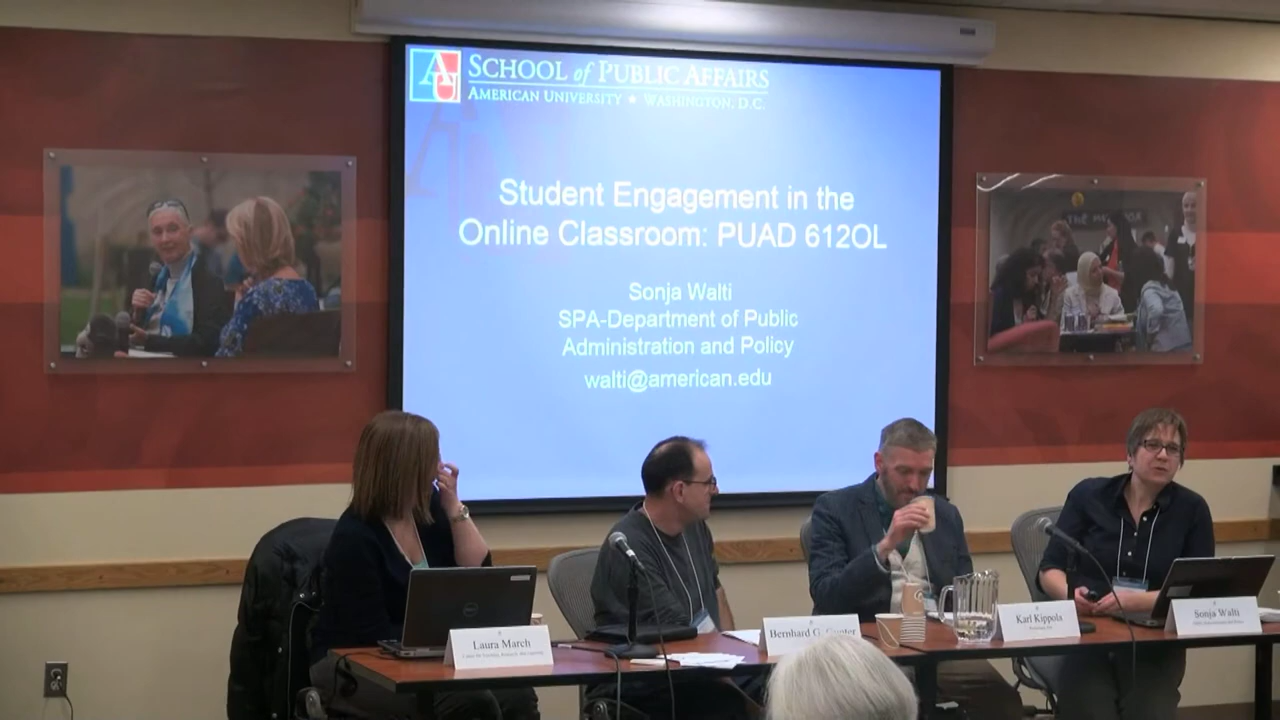 AU
SCHOOL of PUBLIC AFFAIRS
AMERICAN UNIVERSITY ★ WASHINGTON, D.C.
Student Engagement in the
Online Classroom: PUAD 612OL
Sonja Walti
SPA-Department of Public
Administration and Policy
walti@american.edu
Laura March
Bernhard G.
Karl Kippola
Sonja Walti